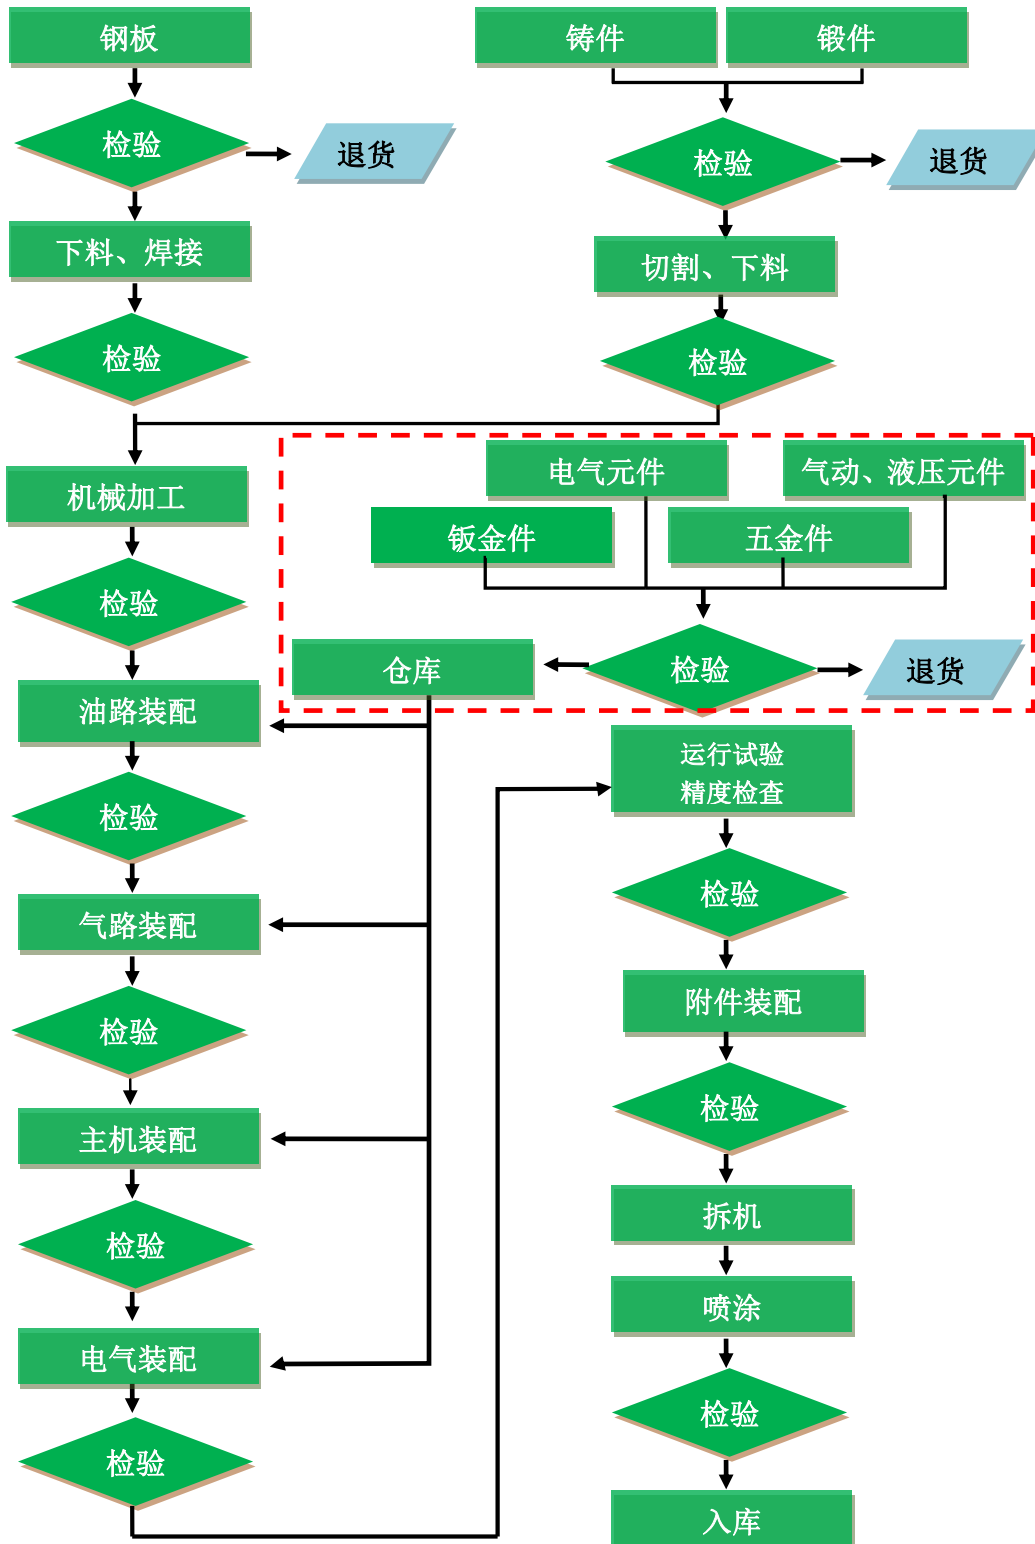 钢板
铸件
锻件
检验
退货
检验
退货
下料、焊接
切割、下料
检验
检验
电气元件
气动、液压元件
机械加工
钣金件
五金件
检验
仓库
检验
退货
油路装配
运行试验
精度检查
检验
检验
气路装配
附件装配
检验
检验
主机装配
拆机
检验
喷涂
电气装配
检验
检验
入库